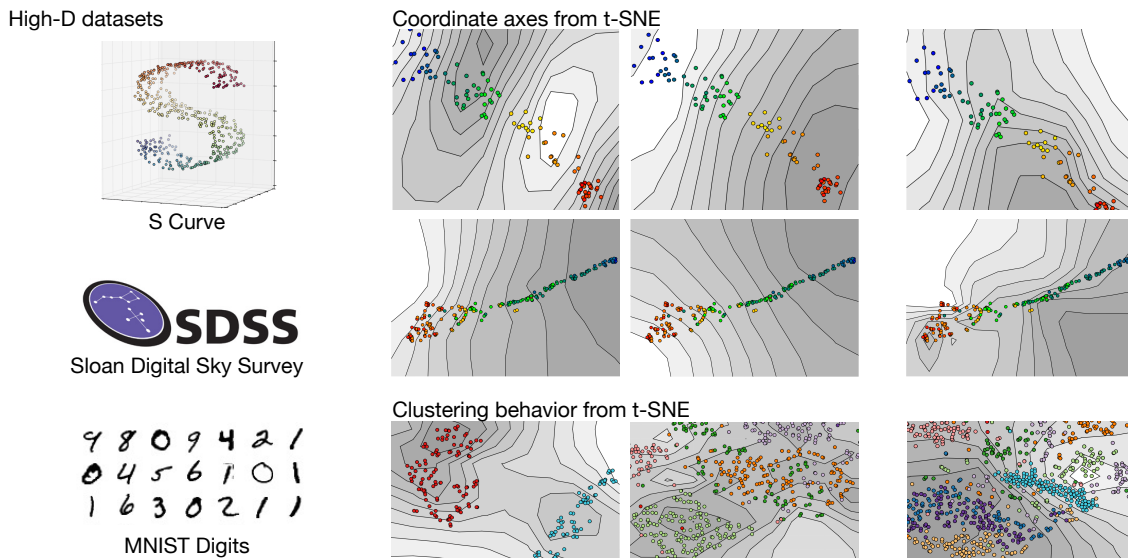 High-D datasets
Coordinate axes from t-SNE
S Curve
SDSS
Sloan Digital Sky Survey
Clustering behavior from t-SNE
9 8 0 9 4 2 1
0 4 5 6 1 0 1
1 6 3 0 2 1 1
MNIST Digits